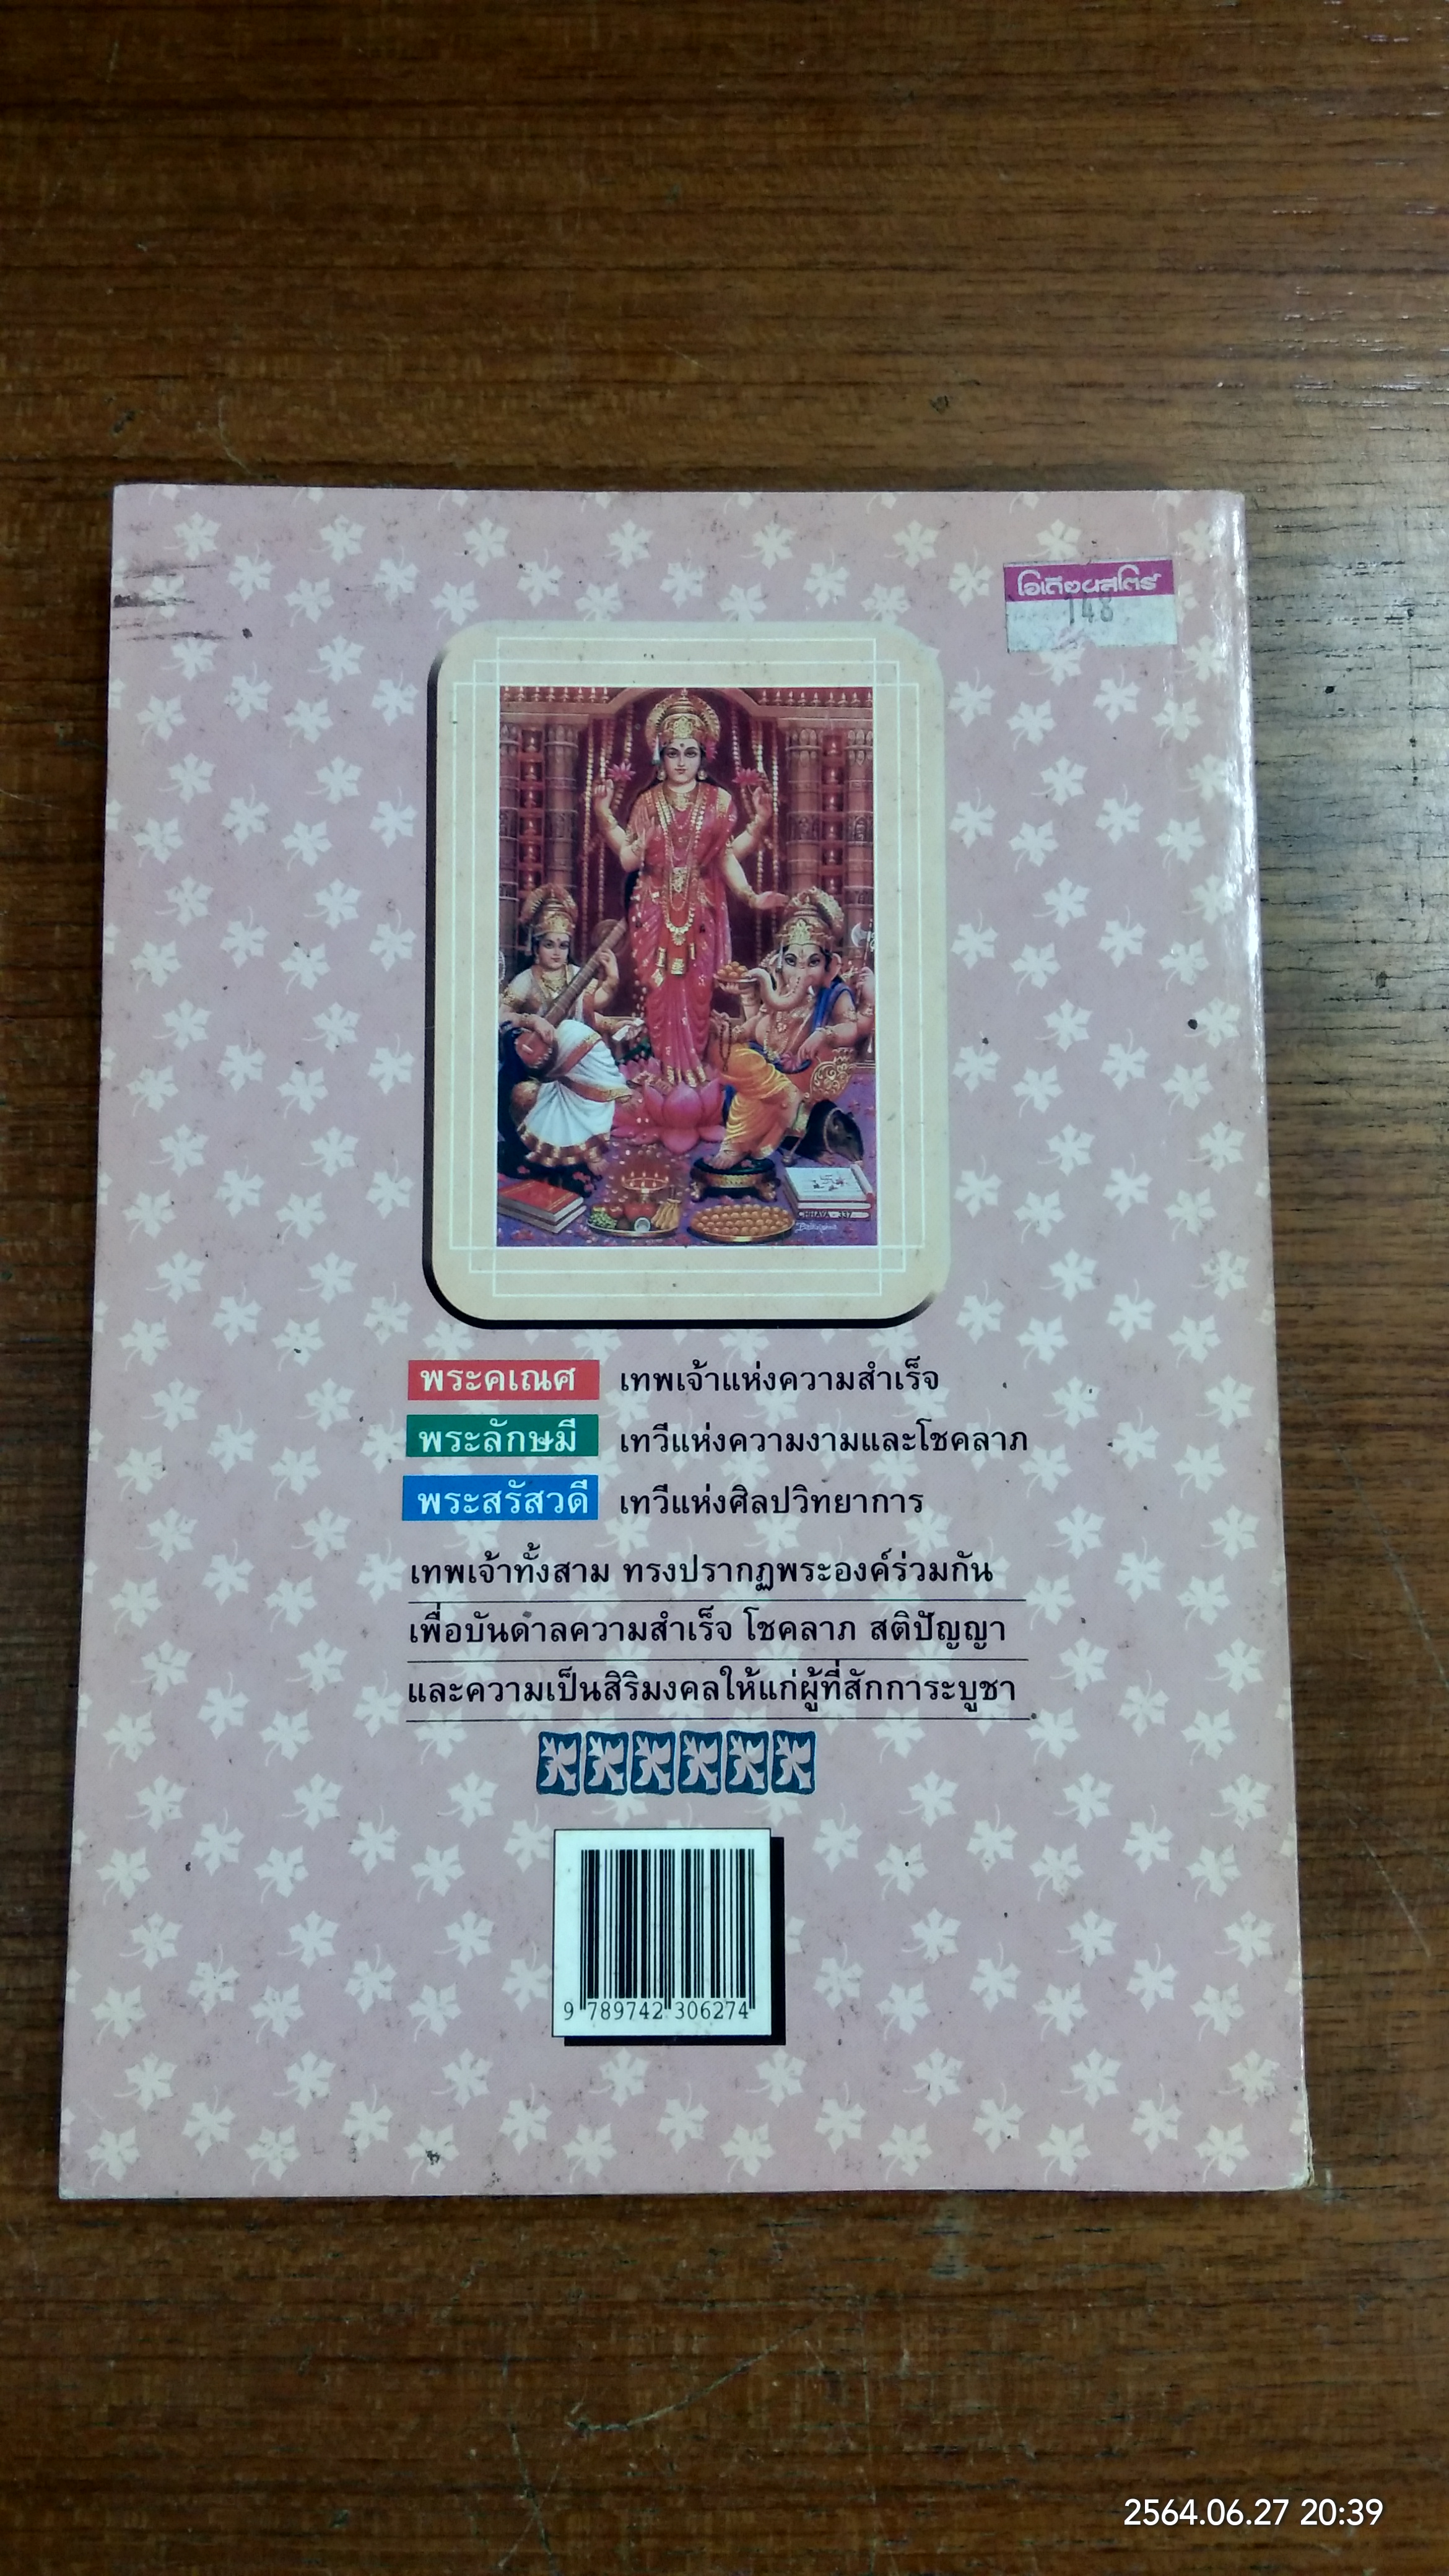 โอเดียนสโตร์
148
CHHAYA - 337
พระคเณศ เทพเจ้าแห่งความสำเร็จ
พระลักษมี เทวีแห่งความงามและโชคลาภ
พระสรัสวดี เทวีแห่งศิลปวิทยาการ
เทพเจ้าทั้งสาม ทรงปรากฏพระองค์ร่วมกัน
เพื่อบันดาลความสำเร็จ โชคลาภ สติปัญญา
และความเป็นสิริมงคลให้แก่ผู้ที่สักการะบูชา
9 789742 306274
2564.06.27 20:39